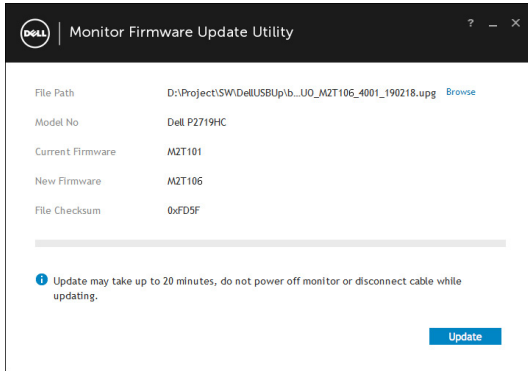 DELL Monitor Firmware Update Utility ? _ ×
File Path D:\Project\SW\DellUSBUp\b...UO_M2T106_4001_190218.upg Browse
Model No Dell P2719HC
Current Firmware M2T101
New Firmware M2T106
File Checksum 0xFD5F
Update may take up to 20 minutes, do not power off monitor or disconnect cable while
updating.
Update